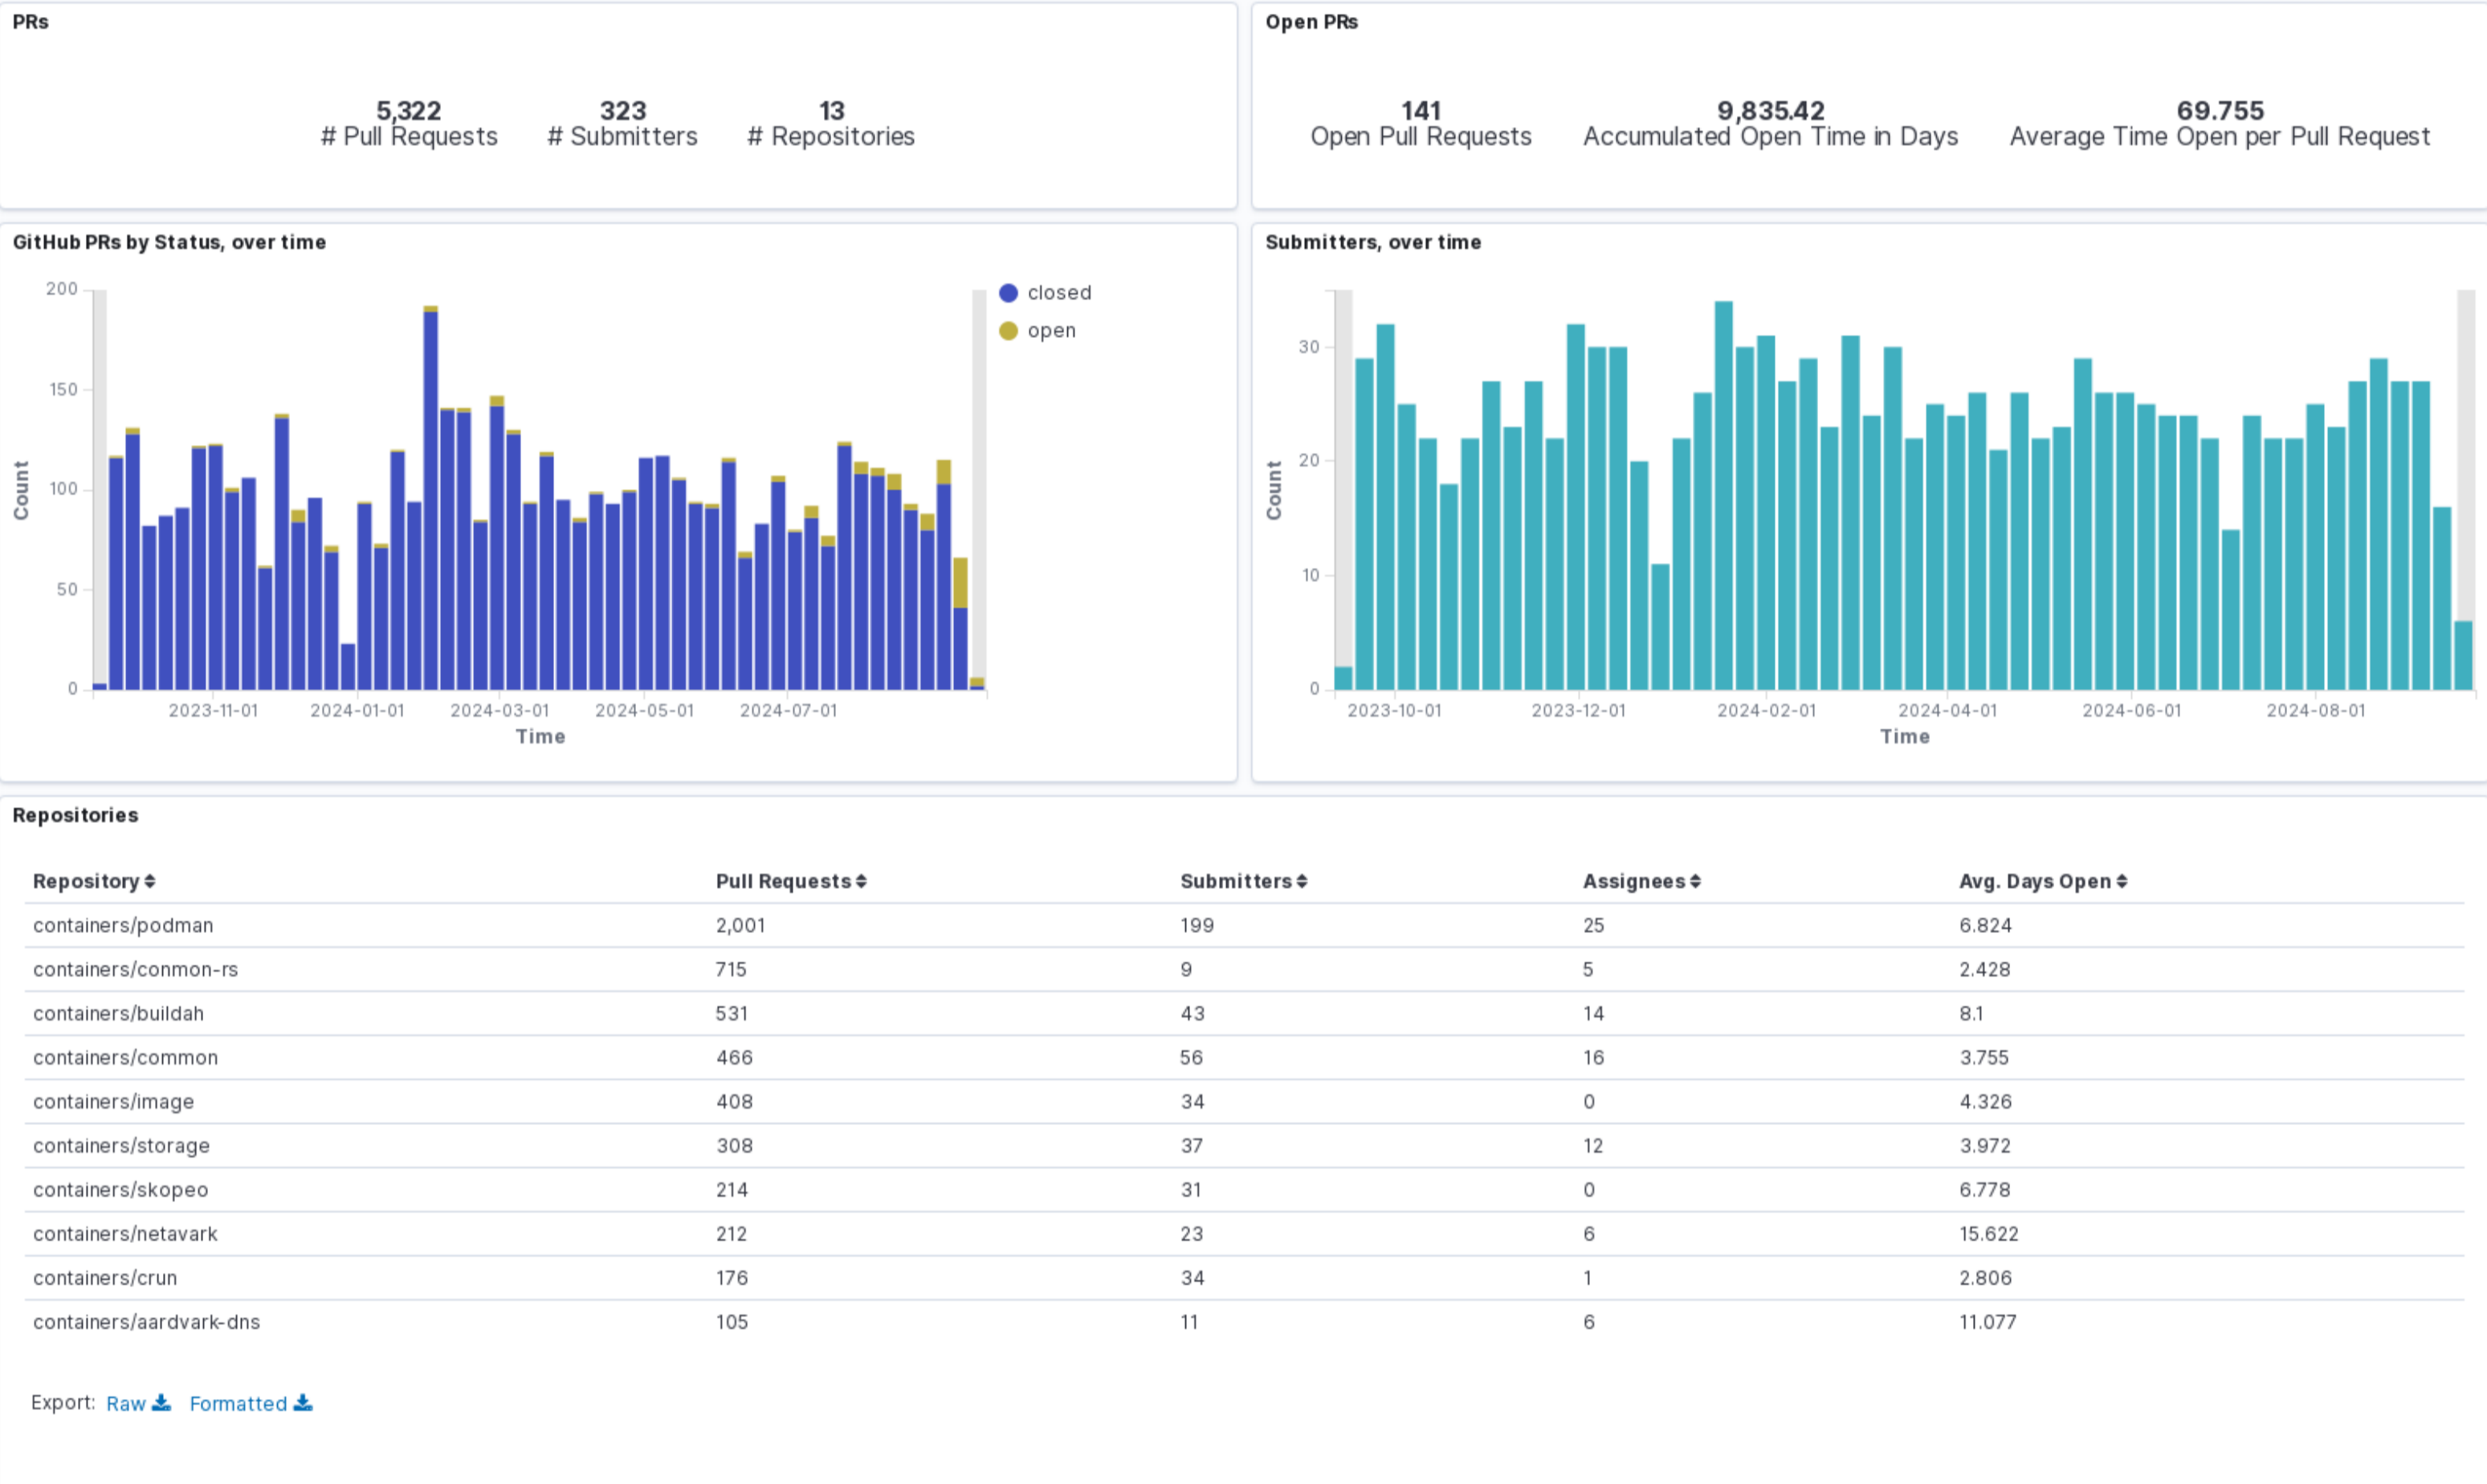 PRs
5,322 323 13
# Pull Requests # Submitters # Repositories
Open PRs
141 9,835.42 69.755
Open Pull Requests Accumulated Open Time in Days Average Time Open per Pull Request
GitHub PRs by Status, over time
200
150
100
50
0
Count
2023-11-01 2024-01-01 2024-03-01 2024-05-01 2024-07-01
Time
closed
open
Submitters, over time
30
20
10
0
Count
2023-10-01 2023-12-01 2024-02-01 2024-04-01 2024-06-01 2024-08-01
Time
Repositories
Repository Pull Requests Submitters Assignees Avg. Days Open
containers/podman 2,001 199 25 6.824
containers/conmon-rs 715 9 5 2.428
containers/buildah 531 43 14 8.1
containers/common 466 56 16 3.755
containers/image 408 34 0 4.326
containers/storage 308 37 12 3.972
containers/skopeo 214 31 0 6.778
containers/netavark 212 23 6 15.622
containers/crun 176 34 1 2.806
containers/aardvark-dns 105 11 6 11.077
Export: Raw Formatted